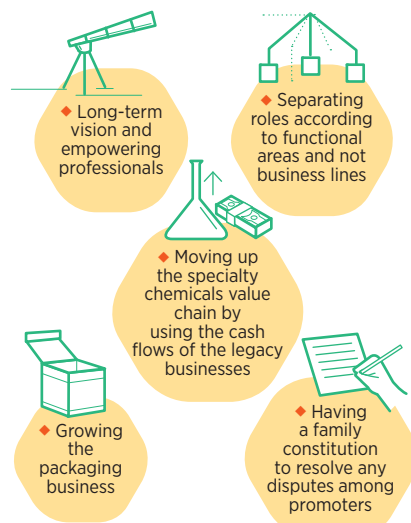 ◆ Long-term
vision and
empowering
professionals
◆ Separating
roles according
to functional
areas and not
business lines
◆ Moving up
the specialty
chemicals value
chain by
using the cash
flows of the legacy
businesses
◆ Growing
the
packaging
business
◆ Having
a family
constitution
to resolve any
disputes among
promoters